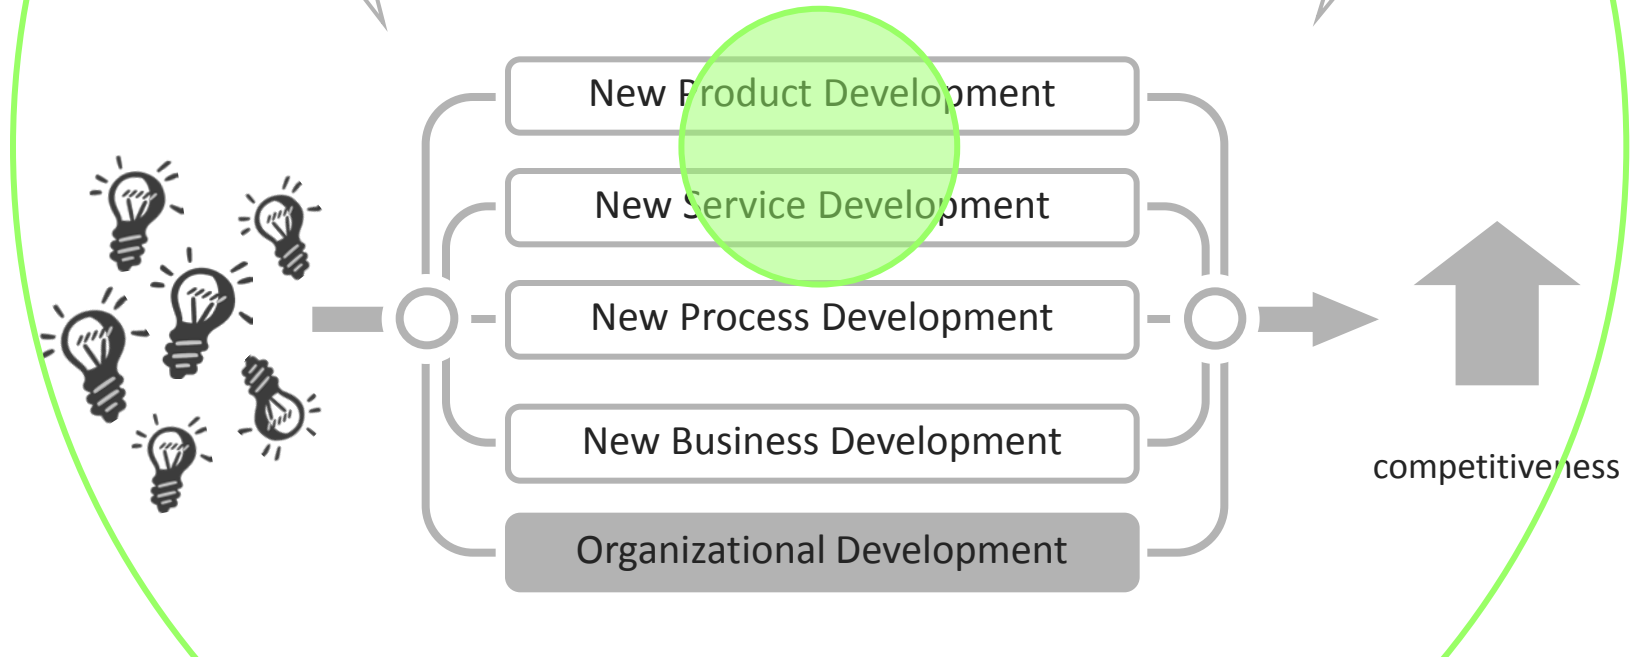 New Product Development
New Service Development
New Process Development
New Business Development
competitiveness
Organizational Development